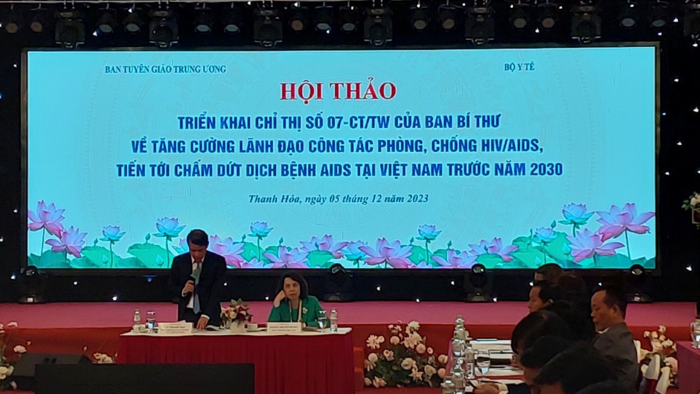 BAN TUYÊN GIÁO TRUNG ƯƠNG
BỘ Y TẾ
HỘI THẢO
TRIỂN KHAI CHỈ THỊ SỐ 07-CT/TW CỦA BAN BÍ THƯ
VỀ TĂNG CƯỜNG LÃNH ĐẠO CÔNG TÁC PHÒNG, CHỐNG HIV/AIDS,
TIẾN TỚI CHẤM DỨT DỊCH BỆNH AIDS TẠI VIỆT NAM TRƯỚC NĂM 2030
Thanh Hóa, ngày 05 tháng 12 năm 2023